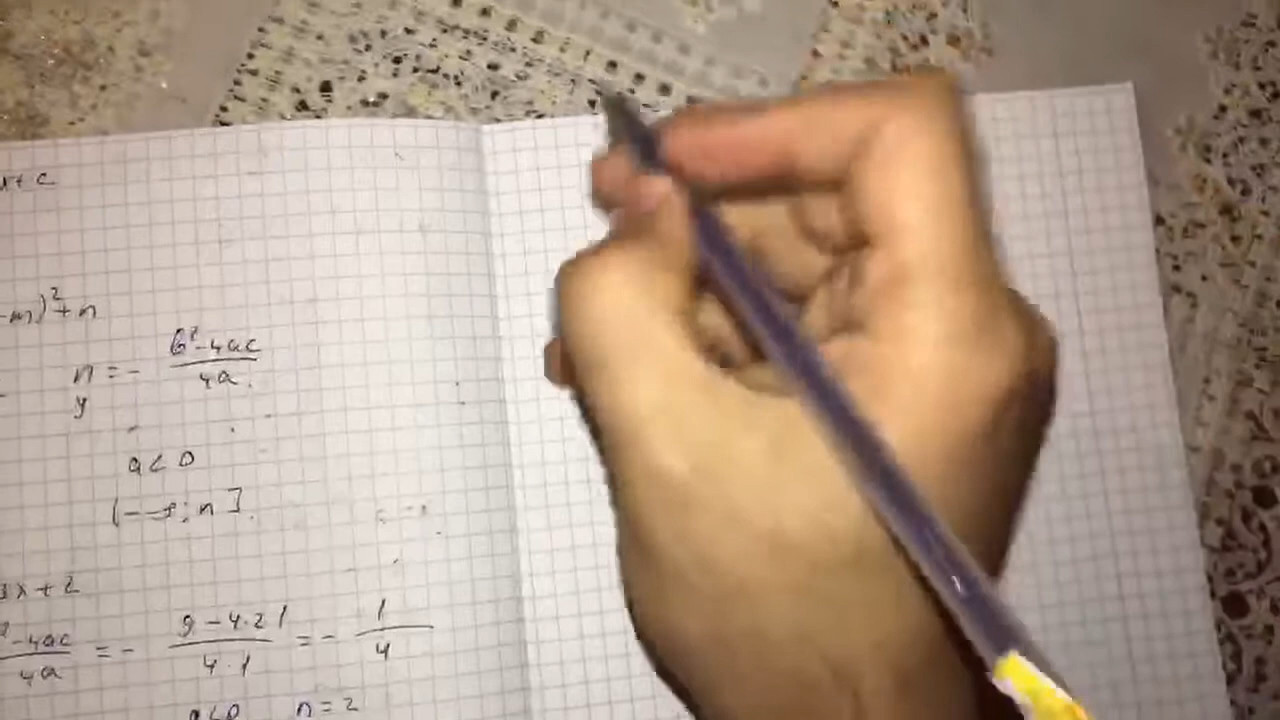 x + c
-m)² + n
n = - b² - 4ac / 4a
y
a < 0
(-∞; n]
3x + 2
² - 4ac / 4a = - 9 - 4·2·1 / 4·1 = - 1 / 4
a < 0 n = 2